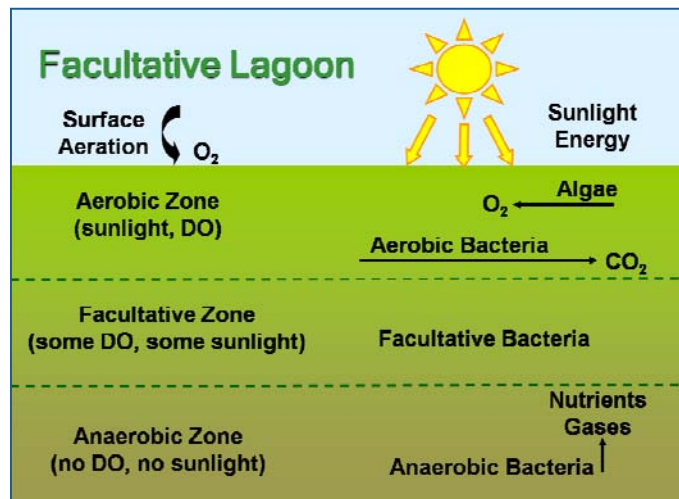 Facultative Lagoon
Surface
Aeration
O₂
Sunlight
Energy
Aerobic Zone
(sunlight, DO)
Algae
O₂
Aerobic Bacteria
CO₂
Facultative Zone
(some DO, some sunlight)
Facultative Bacteria
Anaerobic Zone
(no DO, no sunlight)
Nutrients
Gases
Anaerobic Bacteria